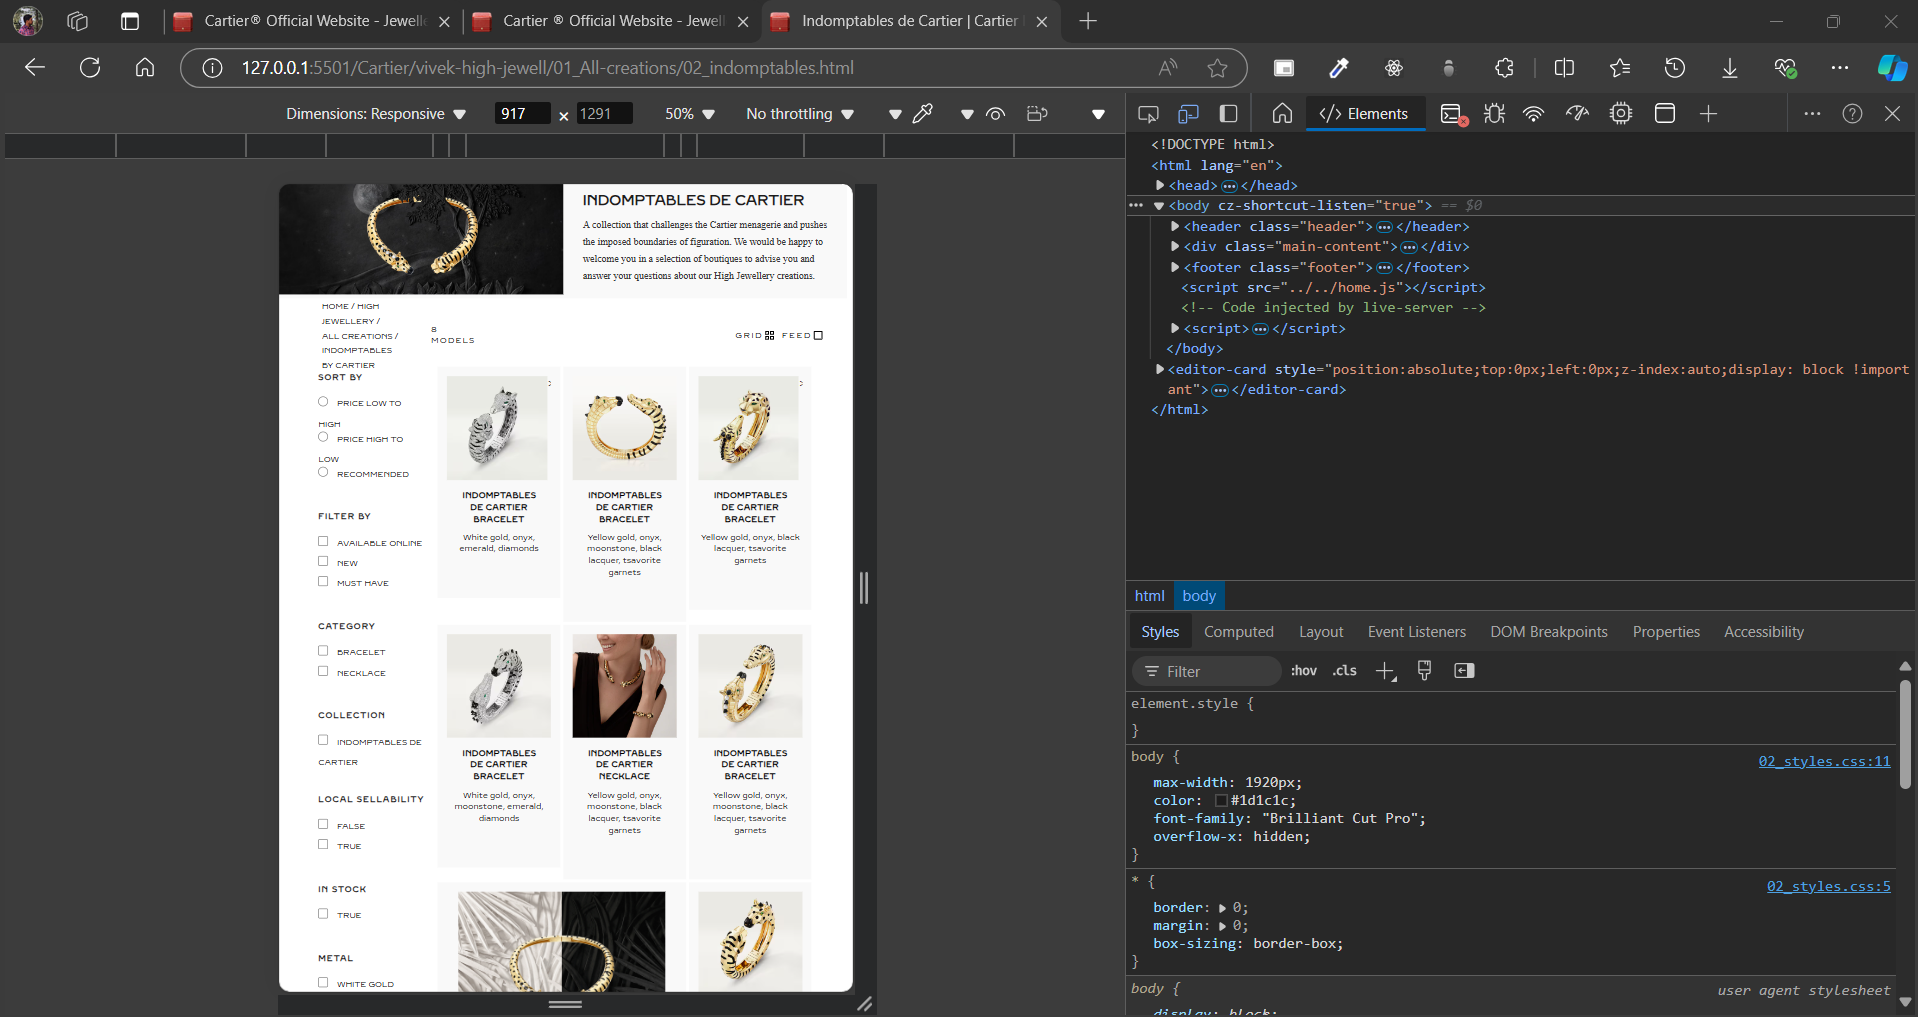 Cartier® Official Website - Jewelle
Cartier ® Official Website - Jewell
Indomptables de Cartier | Cartier
127.0.0.1:5501/Cartier/vivek-high-jewell/01_All-creations/02_indomptables.html
Dimensions: Responsive
917 × 1291
50%
No throttling
INDOMPTABLES DE CARTIER
A collection that challenges the Cartier menagerie and pushes
the imposed boundaries of figuration. We would be happy to
welcome you in a selection of boutiques to advise you and
answer your questions about our High Jewellery creations.
HOME / HIGH
JEWELLERY /
ALL CREATIONS /
INDOMPTABLES
BY CARTIER
8
MODELS
GRID FEED
SORT BY
PRICE LOW TO
HIGH
PRICE HIGH TO
LOW
RECOMMENDED
FILTER BY
AVAILABLE ONLINE
NEW
MUST HAVE
CATEGORY
BRACELET
NECKLACE
COLLECTION
INDOMPTABLES DE
CARTIER
LOCAL SELLABILITY
FALSE
TRUE
IN STOCK
TRUE
METAL
WHITE GOLD
INDOMPTABLES
DE CARTIER
BRACELET
White gold, onyx,
emerald, diamonds
INDOMPTABLES
DE CARTIER
BRACELET
Yellow gold, onyx,
moonstone, black
lacquer, tsavorite
garnets
INDOMPTABLES
DE CARTIER
BRACELET
Yellow gold, onyx, black
lacquer, tsavorite
garnets
INDOMPTABLES
DE CARTIER
BRACELET
White gold, onyx,
moonstone, emerald,
diamonds
INDOMPTABLES
DE CARTIER
NECKLACE
Yellow gold, onyx,
moonstone, black
lacquer, tsavorite
garnets
INDOMPTABLES
DE CARTIER
BRACELET
Yellow gold, onyx,
moonstone, black
lacquer, tsavorite
garnets
Elements
<!DOCTYPE html>
<html lang="en">
<head>…</head>
<body cz-shortcut-listen="true"> == $0
<header class="header">…</header>
<div class="main-content">…</div>
<footer class="footer">…</footer>
<script src="../../home.js"></script>
<!-- Code injected by live-server -->
<script>…</script>
</body>
<editor-card style="position:absolute;top:0px;left:0px;z-index:auto;display: block !import
ant">…</editor-card>
</html>
html body
Styles Computed Layout Event Listeners DOM Breakpoints Properties Accessibility
Filter :hov .cls
element.style {
}
body { 02_styles.css:11
max-width: 1920px;
color: #1d1c1c;
font-family: "Brilliant Cut Pro";
overflow-x: hidden;
}
* { 02_styles.css:5
border: 0;
margin: 0;
box-sizing: border-box;
}
body { user agent stylesheet
display: block;